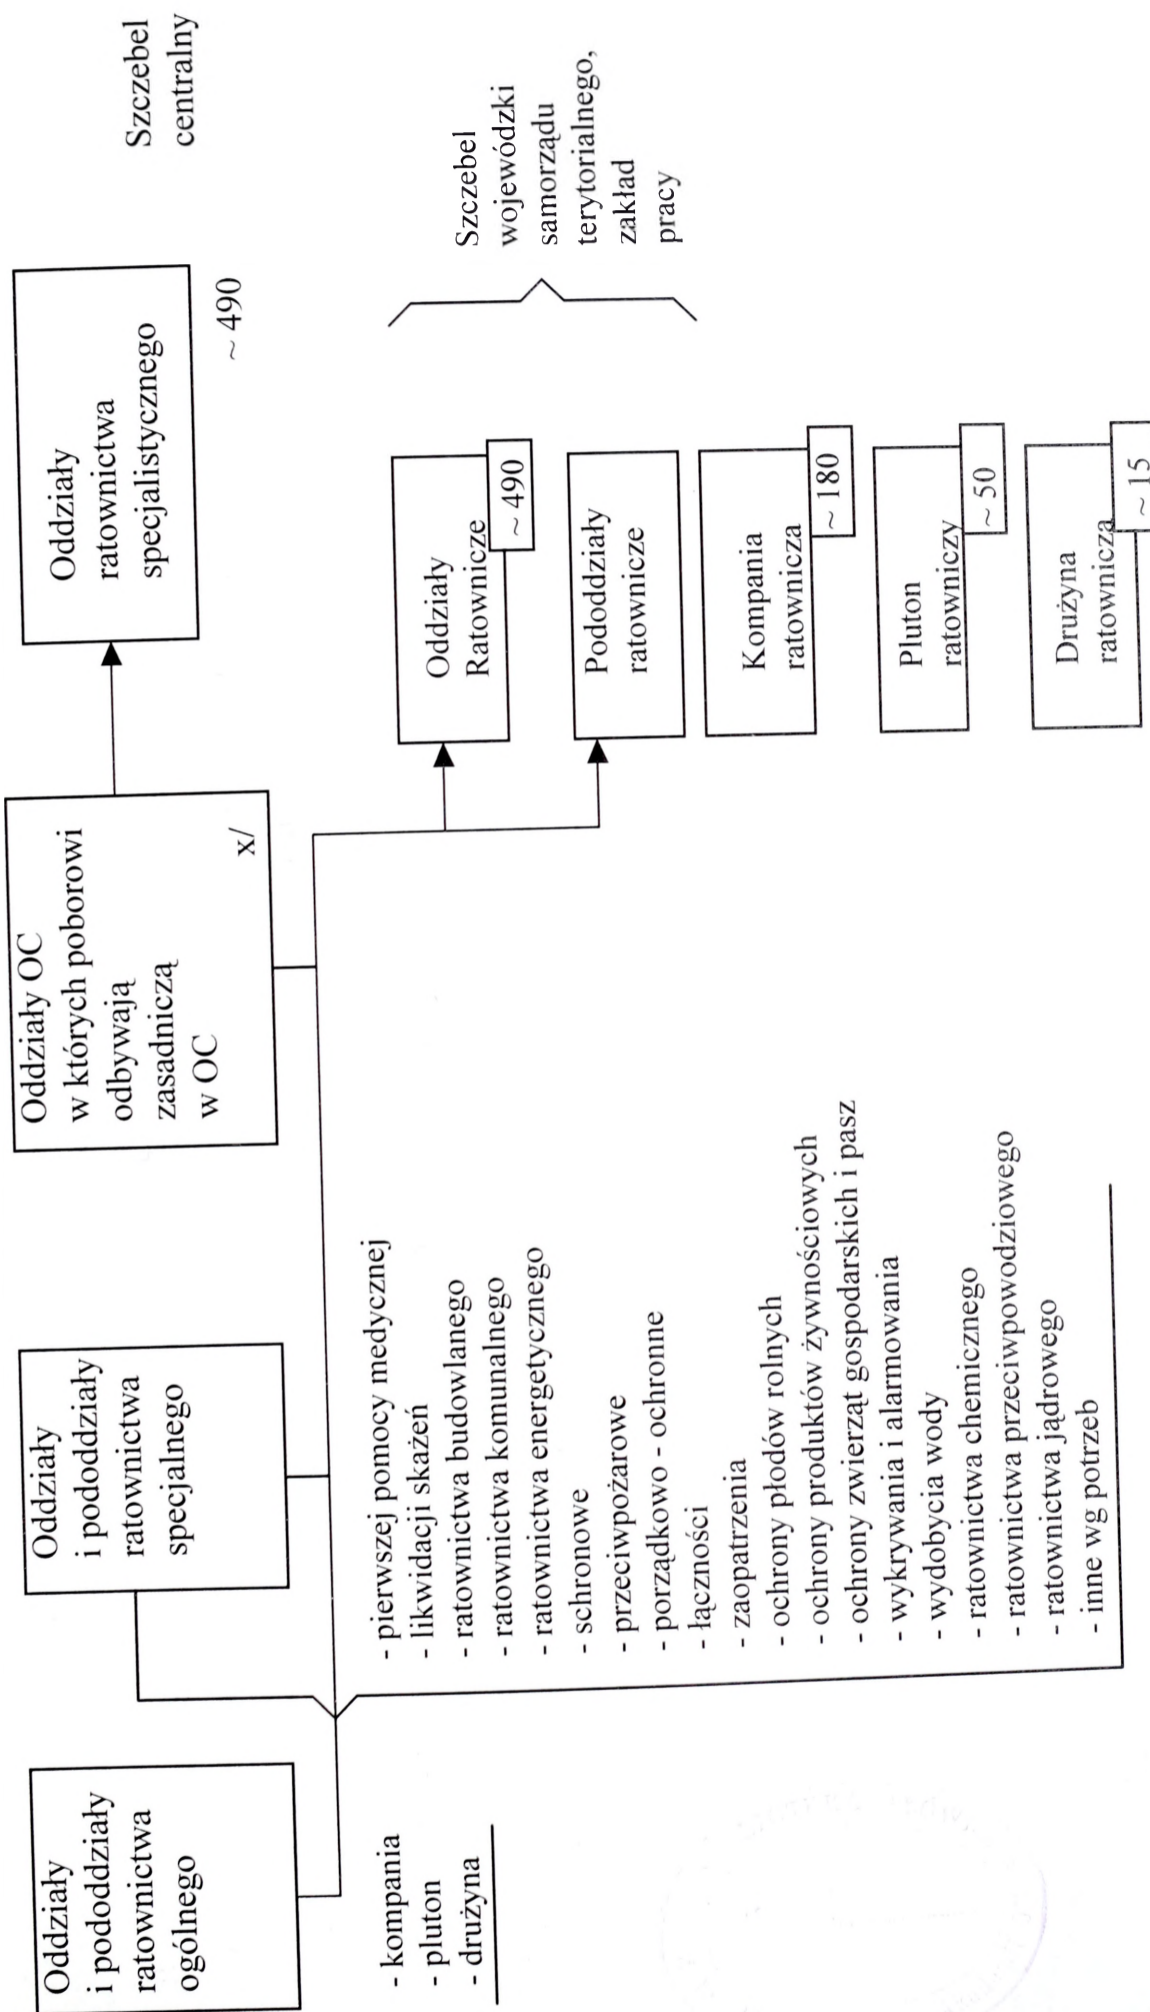 Oddziały
i pododdziały
ratownictwa
ogólnego
- kompania
- pluton
- drużyna
Oddziały
i pododdziały
ratownictwa
specjalnego
- pierwszej pomocy medycznej
- likwidacji skażeń
- ratownictwa budowlanego
- ratownictwa komunalnego
- ratownictwa energetycznego
- schronowe
- przeciwpożarowe
- porządkowo - ochronne
- łączności
- zaopatrzenia
- ochrony płodów rolnych
- ochrony produktów żywnościowych
- ochrony zwierząt gospodarskich i pasz
- wykrywania i alarmowania
- wydobycia wody
- ratownictwa chemicznego
- ratownictwa przeciwpowodziowego
- ratownictwa jądrowego
- inne wg potrzeb
Oddziały OC
w których poborowi
odbywają
zasadniczą
w OC
x/
Oddziały
ratownictwa
specjalistycznego
~ 490
Szczebel
centralny
Oddziały
Ratownicze
~ 490
Pododdziały
ratownicze
Kompania
ratownicza
~ 180
Pluton
ratowniczy
~ 50
Drużyna
ratownicza
~ 15
Szczebel
wojewódzki
samorządu
terytorialnego,
zakład
pracy